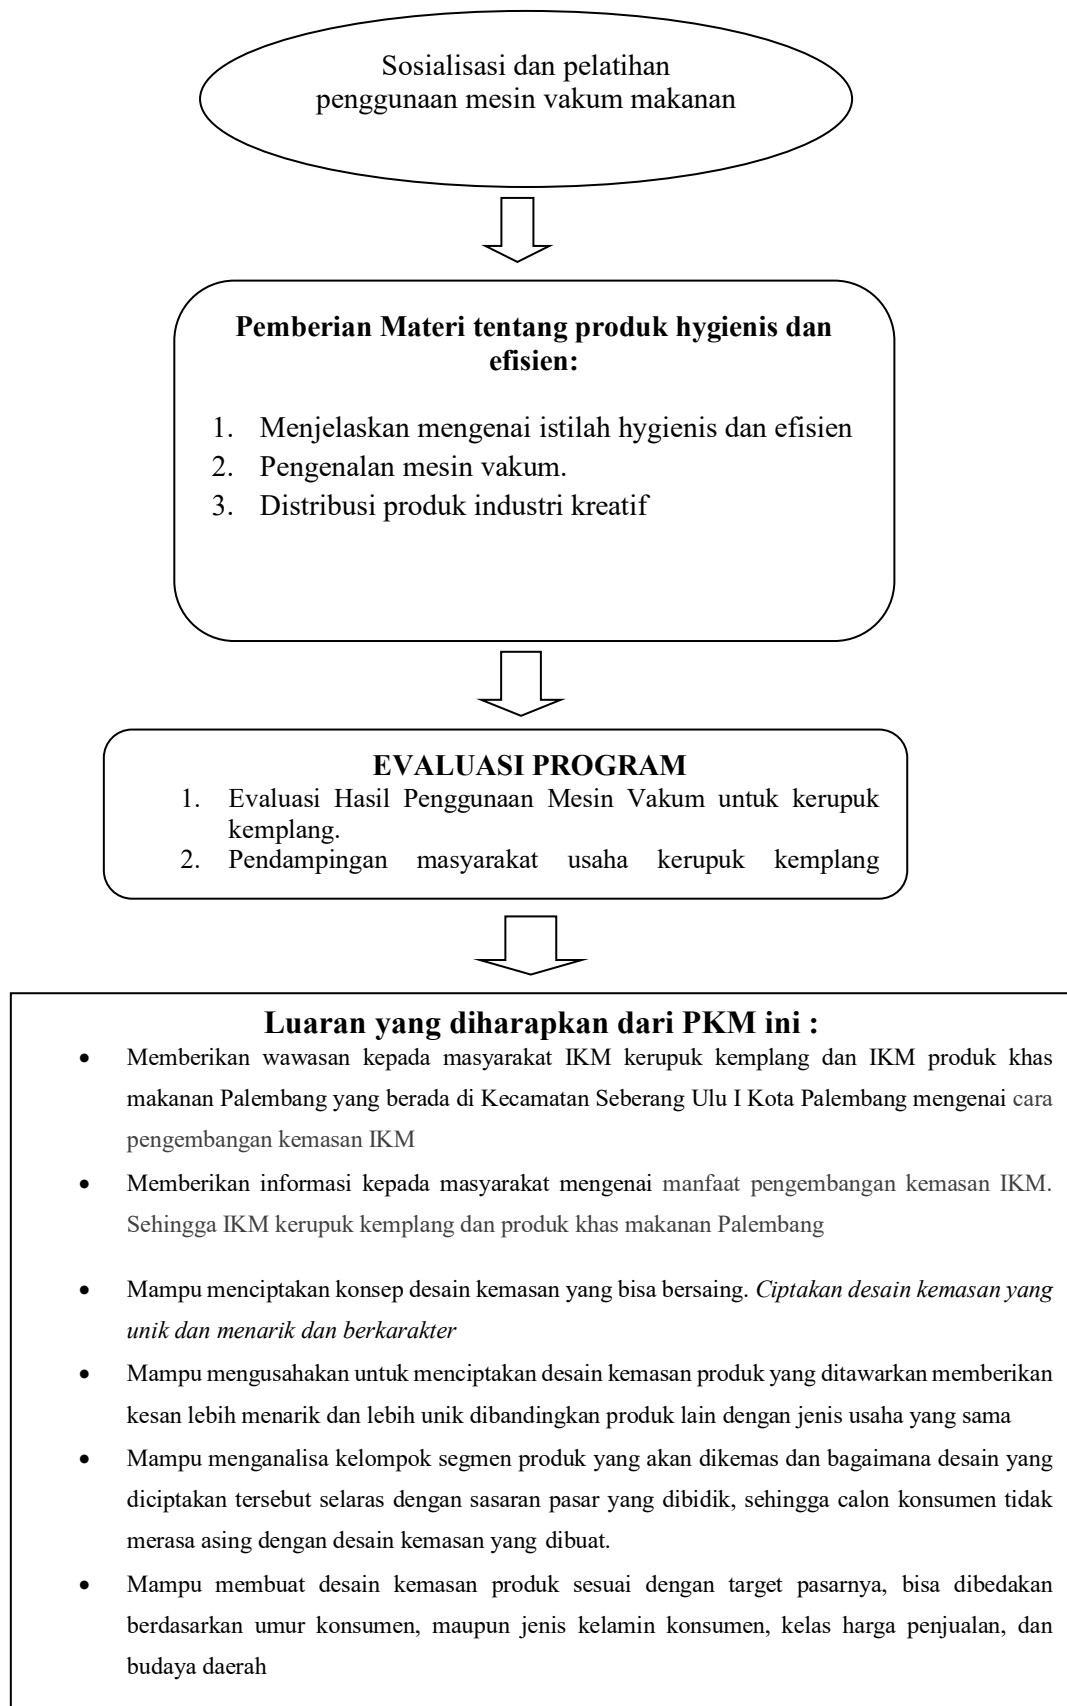 Sosialisasi dan pelatihan
penggunaan mesin vakum makanan
Pemberian Materi tentang produk hygienis dan
efisien:
1. Menjelaskan mengenai istilah hygienis dan efisien
2. Pengenalan mesin vakum.
3. Distribusi produk industri kreatif
EVALUASI PROGRAM
1. Evaluasi Hasil Penggunaan Mesin Vakum untuk kerupuk
kemplang.
2. Pendampingan masyarakat usaha kerupuk kemplang
Luaran yang diharapkan dari PKM ini :
• Memberikan wawasan kepada masyarakat IKM kerupuk kemplang dan IKM produk khas
makanan Palembang yang berada di Kecamatan Seberang Ulu I Kota Palembang mengenai cara
pengembangan kemasan IKM
• Memberikan informasi kepada masyarakat mengenai manfaat pengembangan kemasan IKM.
Sehingga IKM kerupuk kemplang dan produk khas makanan Palembang
• Mampu menciptakan konsep desain kemasan yang bisa bersaing. Ciptakan desain kemasan yang
unik dan menarik dan berkarakter
• Mampu mengusahakan untuk menciptakan desain kemasan produk yang ditawarkan memberikan
kesan lebih menarik dan lebih unik dibandingkan produk lain dengan jenis usaha yang sama
• Mampu menganalisa kelompok segmen produk yang akan dikemas dan bagaimana desain yang
diciptakan tersebut selaras dengan sasaran pasar yang dibidik, sehingga calon konsumen tidak
merasa asing dengan desain kemasan yang dibuat.
• Mampu membuat desain kemasan produk sesuai dengan target pasarnya, bisa dibedakan
berdasarkan umur konsumen, maupun jenis kelamin konsumen, kelas harga penjualan, dan
budaya daerah